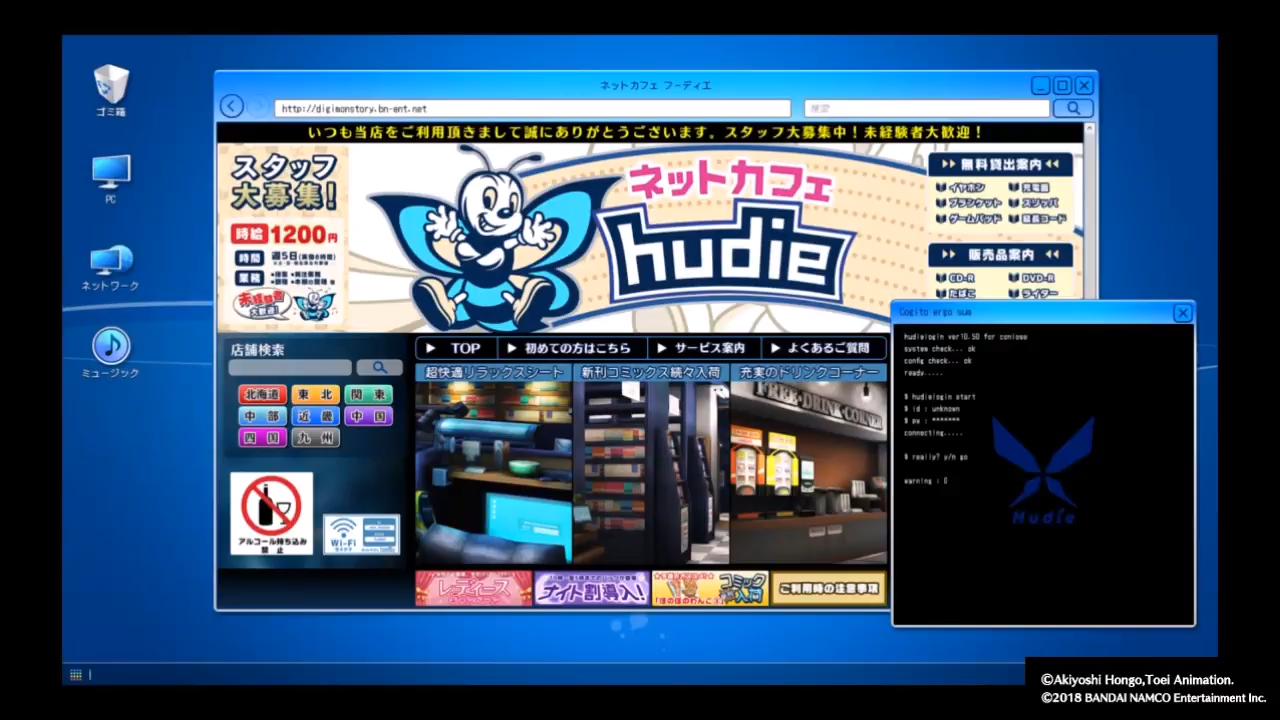 ゴミ箱
PC
ネットワーク
ミュージック
ネットカフェ フーディエ
http://digimonstory.bn-ent.net
検索
いつも当店をご利用頂きまして誠にありがとうございます。スタッフ大募集中！未経験者大歓迎！
スタッフ
大募集!
時給 1200円
時間 週5日
業務
未経験者
大歓迎!
ネットカフェ
hudie
無料貸出案内
イヤホン 充電器
ブランケット スリッパ
ゲームパッド
販売品案内
CD-R DVD-R
たばこ ライター
店舗検索
北海道 東北 関東
中部 近畿 中国
四国 九州
アルコール持ち込み
禁止
Wi-Fi
TOP 初めての方はこちら サービス案内 よくあるご質問
超快適リラックスシート 新刊コミックス続々入荷 充実のドリンクコーナー
FREE-DRINK-CORNER
レディース
ナイト割導入!
コミック
入荷
ご利用時の注意事項
Cogito ergo sum
hudielogin ver10.50 for coniose
system check... ok
config check... ok
ready.....
$ hudielogin start
$ id : unknown
$ pw : *******
connecting.....
$ really? y/n go
warning : 0
Hudie
©Akiyoshi Hongo,Toei Animation.
©2018 BANDAI NAMCO Entertainment Inc.